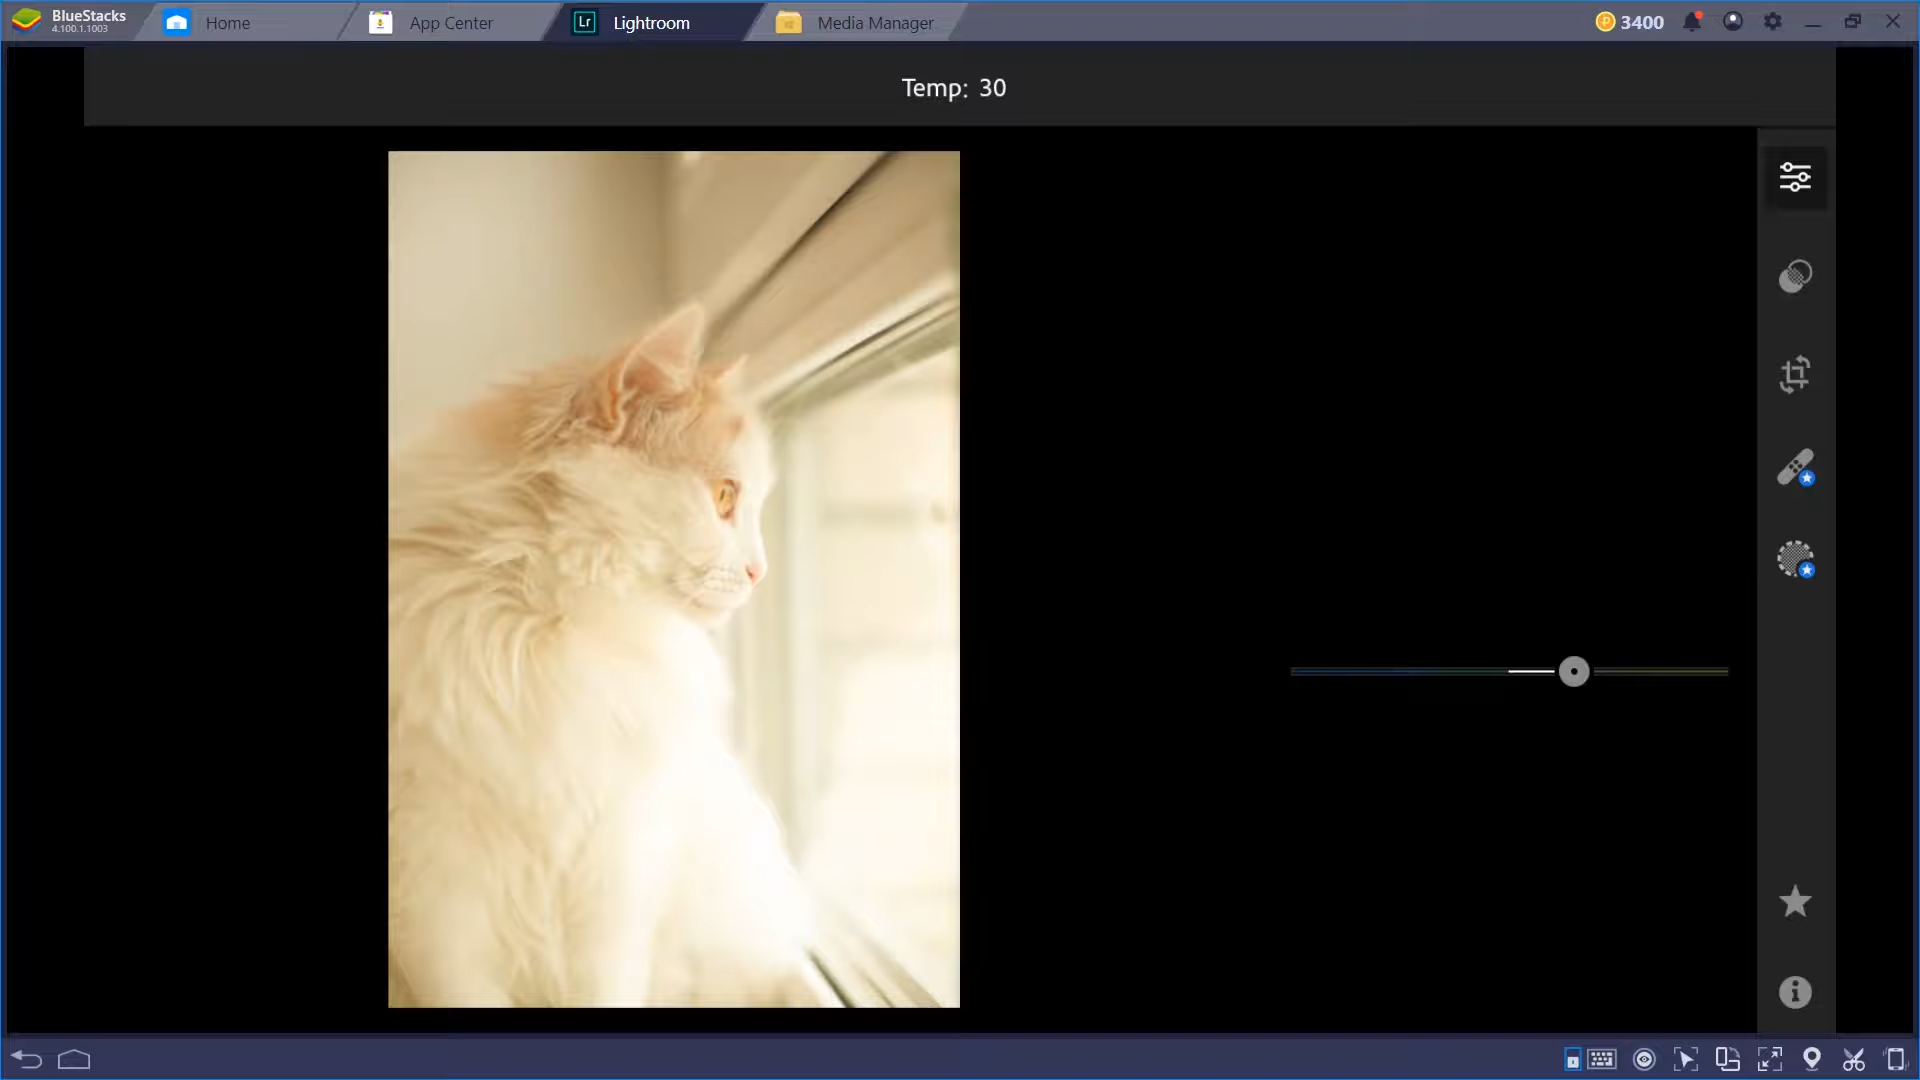 BlueStacks
4.100.1.1003
Home
App Center
Lr
Lightroom
Media Manager
3400
Temp: 30